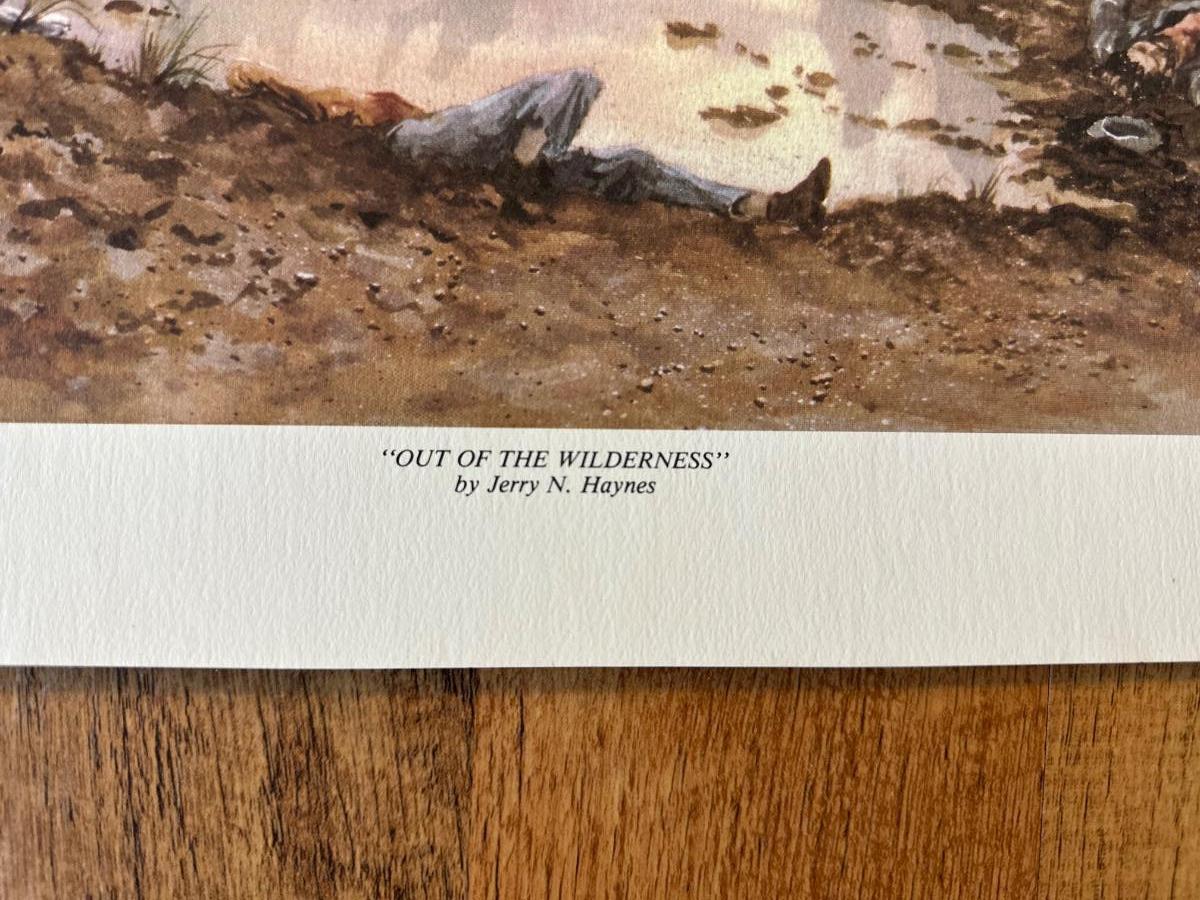 ‘‘OUT OF THE WILDERNESS’’
by Jerry N. Haynes